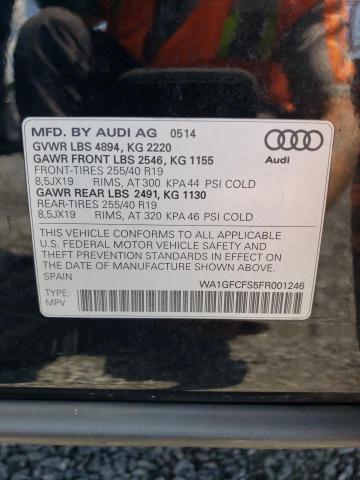 MFD. BY AUDI AG 0514
GVWR LBS 4894, KG 2220
GAWR FRONT LBS 2546, KG 1155
FRONT-TIRES 255/40 R19
8,5JX19 RIMS, AT 300 KPA 44 PSI COLD
GAWR REAR LBS 2491, KG 1130
REAR-TIRES 255/40 R19
8,5JX19 RIMS, AT 320 KPA 46 PSI COLD
Audi
THIS VEHICLE CONFORMS TO ALL APPLICABLE
U.S. FEDERAL MOTOR VEHICLE SAFETY AND
THEFT PREVENTION STANDARDS IN EFFECT ON
THE DATE OF MANUFACTURE SHOWN ABOVE.
SPAIN
WA1GFCFS5FR001246
TYPE:
MPV